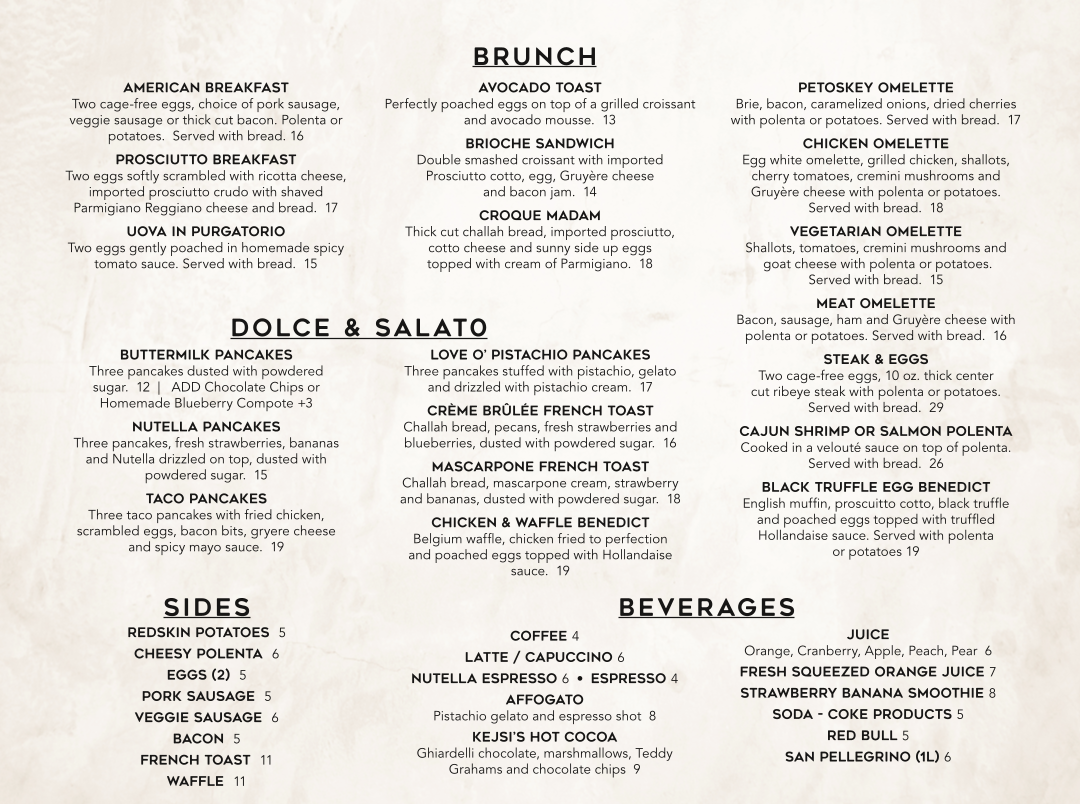 BRUNCH
AMERICAN BREAKFAST
Two cage-free eggs, choice of pork sausage,
veggie sausage or thick cut bacon. Polenta or
potatoes. Served with bread. 16
PROSCIUTTO BREAKFAST
Two eggs softly scrambled with ricotta cheese,
imported prosciutto crudo with shaved
Parmigiano Reggiano cheese and bread. 17
UOVA IN PURGATORIO
Two eggs gently poached in homemade spicy
tomato sauce. Served with bread. 15
AVOCADO TOAST
Perfectly poached eggs on top of a grilled croissant
and avocado mousse. 13
BRIOCHE SANDWICH
Double smashed croissant with imported
Prosciutto cotto, egg, Gruyère cheese
and bacon jam. 14
CROQUE MADAM
Thick cut challah bread, imported prosciutto,
cotto cheese and sunny side up eggs
topped with cream of Parmigiano. 18
PETOSKEY OMELETTE
Brie, bacon, caramelized onions, dried cherries
with polenta or potatoes. Served with bread. 17
CHICKEN OMELETTE
Egg white omelette, grilled chicken, shallots,
cherry tomatoes, cremini mushrooms and
Gruyère cheese with polenta or potatoes.
Served with bread. 18
VEGETARIAN OMELETTE
Shallots, tomatoes, cremini mushrooms and
goat cheese with polenta or potatoes.
Served with bread. 15
MEAT OMELETTE
Bacon, sausage, ham and Gruyère cheese with
polenta or potatoes. Served with bread. 16
STEAK & EGGS
Two cage-free eggs, 10 oz. thick center
cut ribeye steak with polenta or potatoes.
Served with bread. 29
CAJUN SHRIMP OR SALMON POLENTA
Cooked in a velouté sauce on top of polenta.
Served with bread. 26
BLACK TRUFFLE EGG BENEDICT
English muffin, proscuitto cotto, black truffle
and poached eggs topped with truffled
Hollandaise sauce. Served with polenta
or potatoes 19
DOLCE & SALATO
BUTTERMILK PANCAKES
Three pancakes dusted with powdered
sugar. 12 | ADD Chocolate Chips or
Homemade Blueberry Compote +3
NUTELLA PANCAKES
Three pancakes, fresh strawberries, bananas
and Nutella drizzled on top, dusted with
powdered sugar. 15
TACO PANCAKES
Three taco pancakes with fried chicken,
scrambled eggs, bacon bits, gryere cheese
and spicy mayo sauce. 19
LOVE O' PISTACHIO PANCAKES
Three pancakes stuffed with pistachio, gelato
and drizzled with pistachio cream. 17
CRÈME BRÛLÉE FRENCH TOAST
Challah bread, pecans, fresh strawberries and
blueberries, dusted with powdered sugar. 16
MASCARPONE FRENCH TOAST
Challah bread, mascarpone cream, strawberry
and bananas, dusted with powdered sugar. 18
CHICKEN & WAFFLE BENEDICT
Belgium waffle, chicken fried to perfection
and poached eggs topped with Hollandaise
sauce. 19
SIDES
REDSKIN POTATOES 5
CHEESY POLENTA 6
EGGS (2) 5
PORK SAUSAGE 5
VEGGIE SAUSAGE 6
BACON 5
FRENCH TOAST 11
WAFFLE 11
BEVERAGES
COFFEE 4
LATTE / CAPUCCINO 6
NUTELLA ESPRESSO 6 • ESPRESSO 4
AFFOGATO
Pistachio gelato and espresso shot 8
KEJSI'S HOT COCOA
Ghiardelli chocolate, marshmallows, Teddy
Grahams and chocolate chips 9
JUICE
Orange, Cranberry, Apple, Peach, Pear 6
FRESH SQUEEZED ORANGE JUICE 7
STRAWBERRY BANANA SMOOTHIE 8
SODA - COKE PRODUCTS 5
RED BULL 5
SAN PELLEGRINO (1L) 6